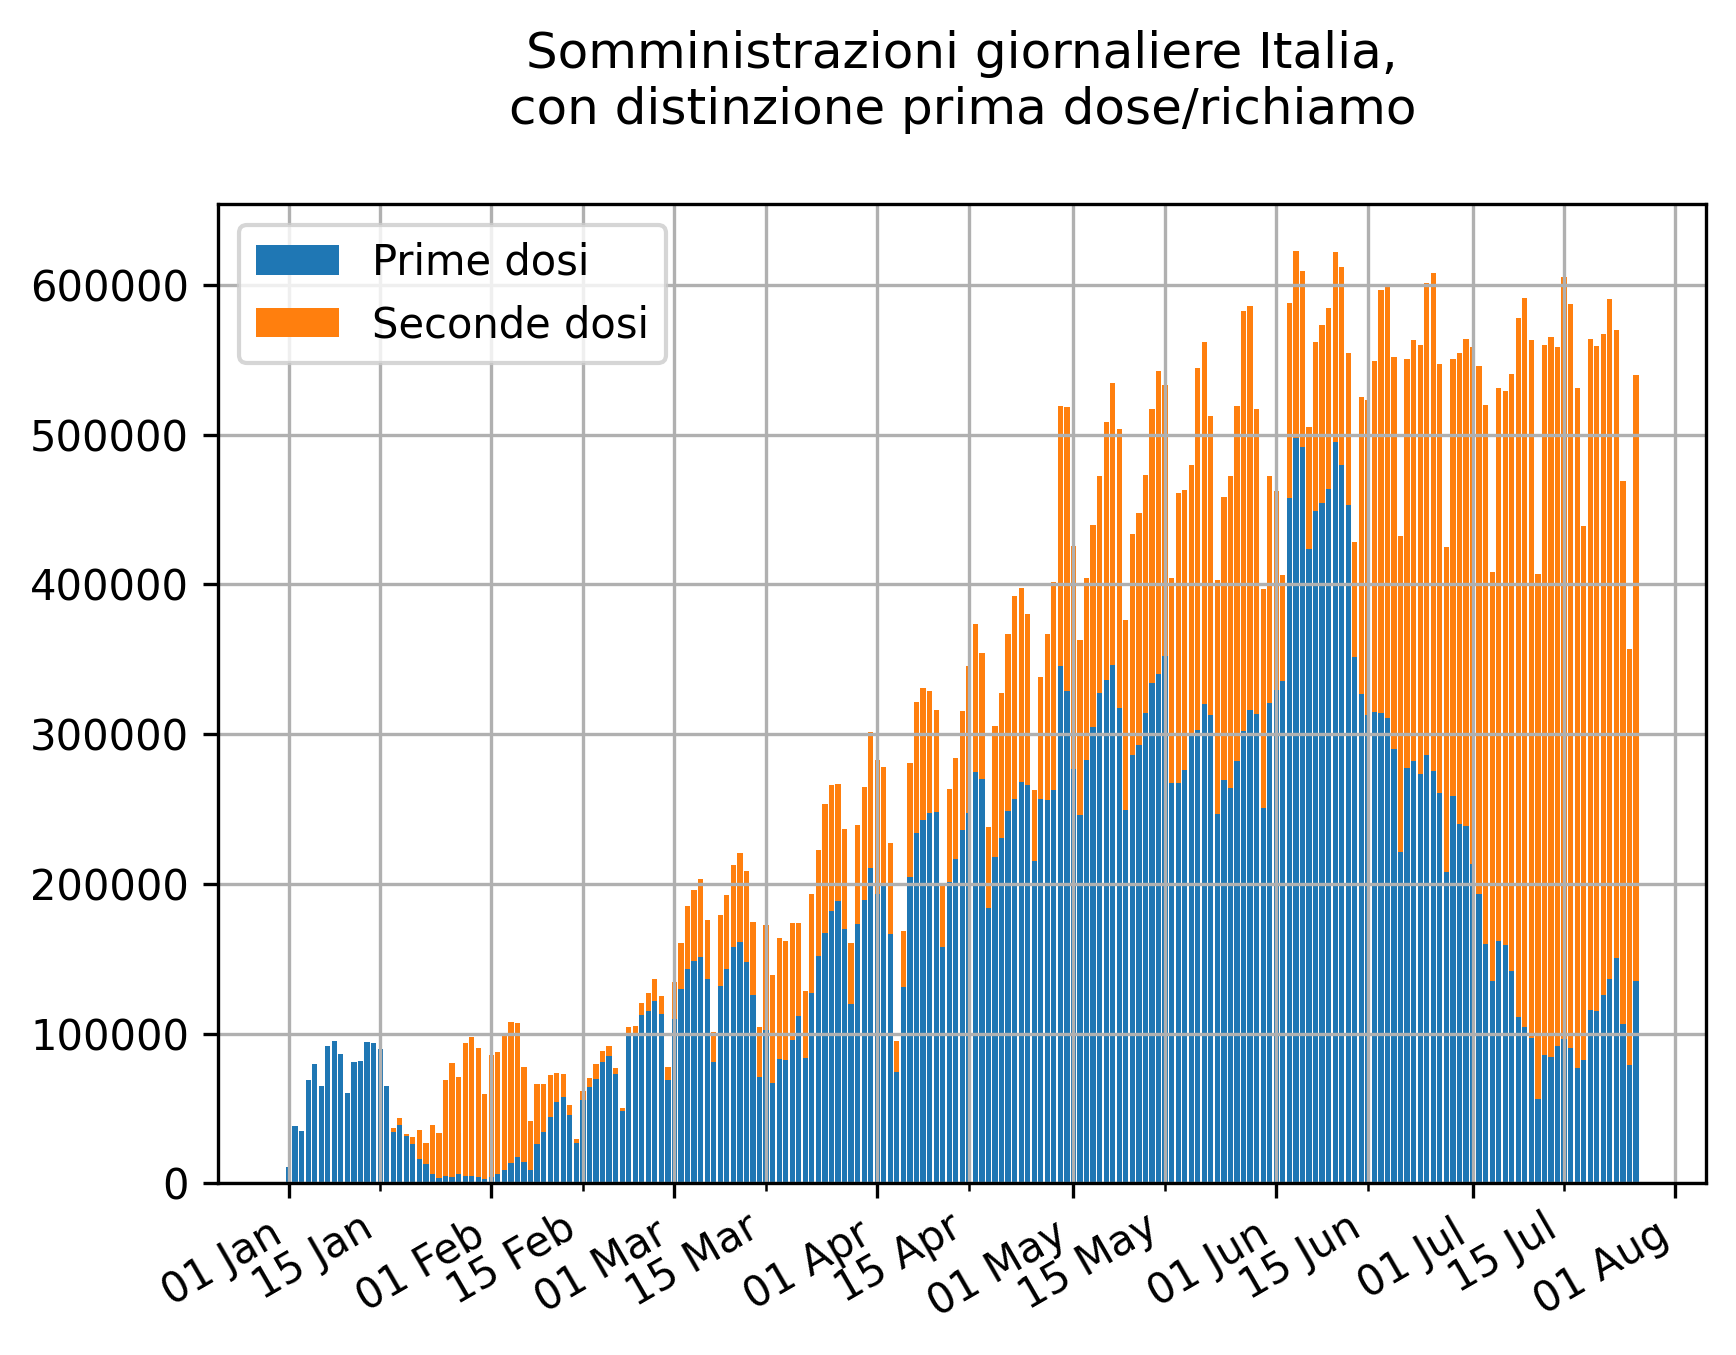 Somministrazioni giornaliere Italia,
con distinzione prima dose/richiamo
Prime dosi
Seconde dosi
600000
500000
400000
300000
200000
100000
0
01 Jan
15 Jan
01 Feb
15 Feb
01 Mar
15 Mar
01 Apr
15 Apr
01 May
15 May
01 Jun
15 Jun
01 Jul
15 Jul
01 Aug